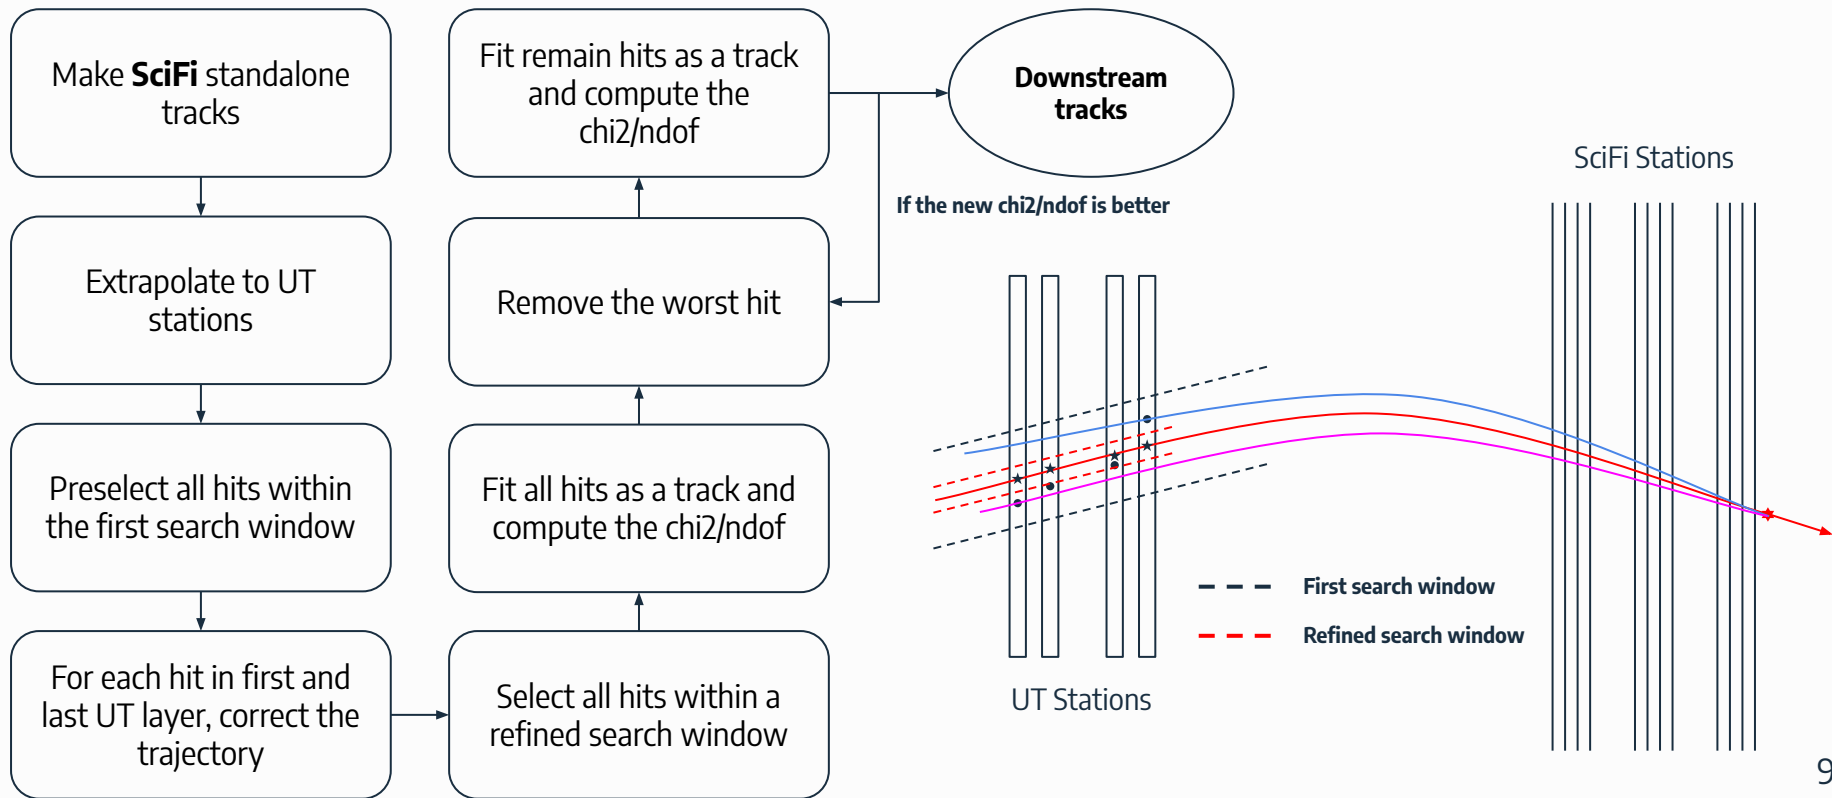 Make SciFi standalone
tracks
Extrapolate to UT
stations
Preselect all hits within
the first search window
For each hit in first and
last UT layer, correct the
trajectory
Select all hits within a
refined search window
Fit all hits as a track and
compute the chi2/ndof
Remove the worst hit
Fit remain hits as a track
and compute the
chi2/ndof
If the new chi2/ndof is better
Downstream
tracks
SciFi Stations
First search window
Refined search window
UT Stations
9